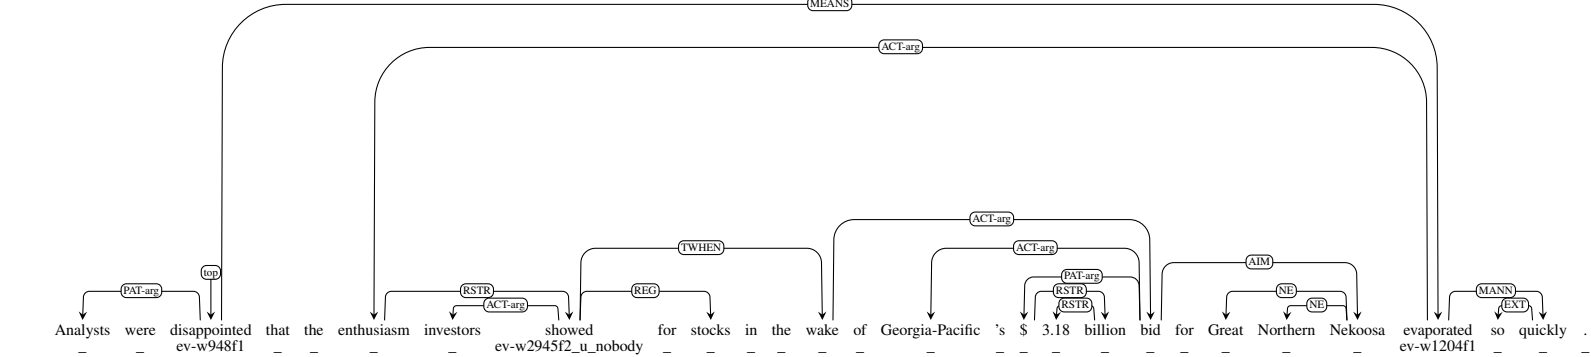 MEANS
ACT-arg
ACT-arg
TWHEN ACT-arg
AIM
top
PAT-arg
PAT-arg RSTR REG RSTR NE MANN
ACT-arg RSTR NE EXT
Analysts were disappointed that the enthusiasm investors showed for stocks in the wake of Georgia-Pacific 's $ 3.18 billion bid for Great Northern Nekoosa evaporated so quickly .
_ _ ev-w948f1 _ _ _ _ ev-w2945f2_u_nobody _ _ _ _ _ _ _ _ _ _ _ _ _ _ _ _ ev-w1204f1 _ _ _